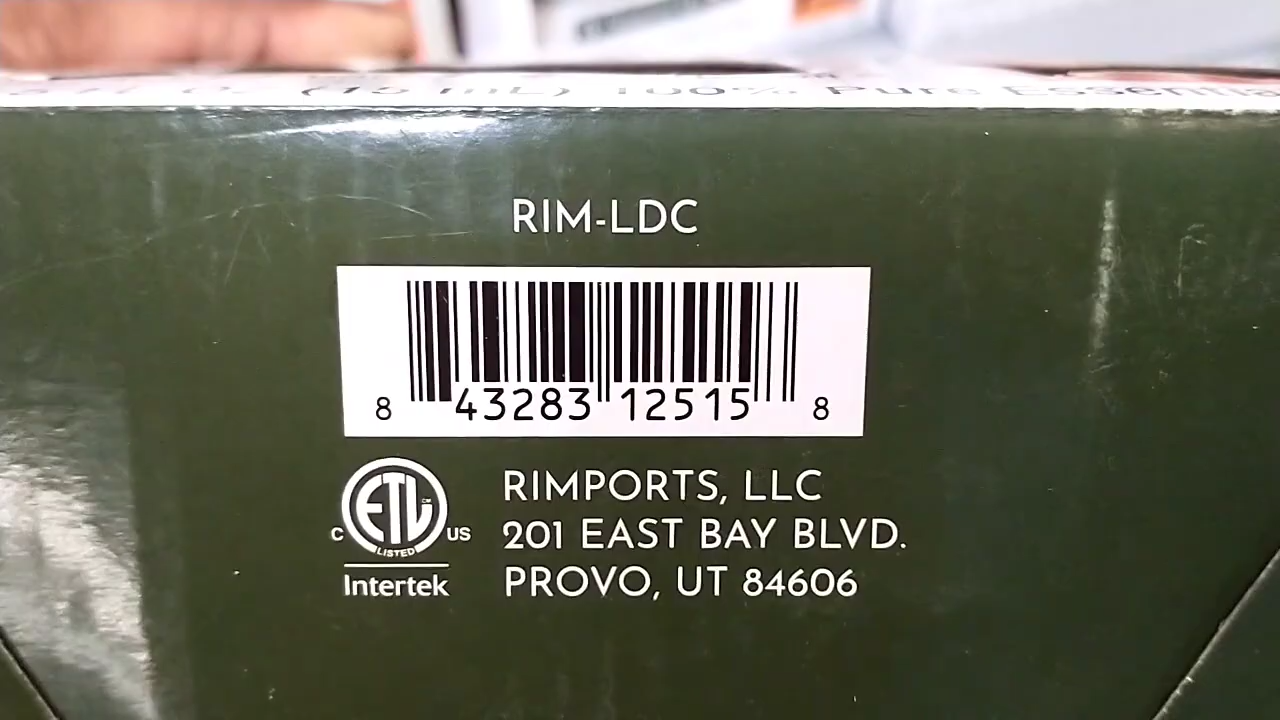 (15 mL) 100% Pure Essential
RIM-LDC
8 43283 12515 8
ETL CM
C US
LISTED
Intertek
RIMPORTS, LLC
201 EAST BAY BLVD.
PROVO, UT 84606